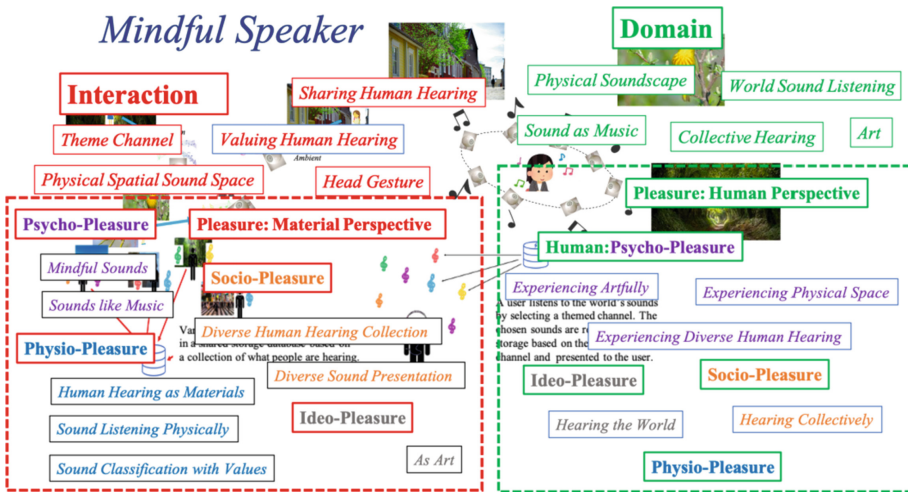 Mindful Speaker
Domain
Interaction
Sharing Human Hearing
Physical Soundscape
World Sound Listening
Theme Channel
Valuing Human Hearing
Ambient
Sound as Music
Collective Hearing
Art
Physical Spatial Sound Space
Head Gesture
Pleasure: Human Perspective
Psycho-Pleasure
Pleasure: Material Perspective
Human:Psycho-Pleasure
Mindful Sounds
Socio-Pleasure
Sounds like Music
Experiencing Artfully
Experiencing Physical Space
A user listens to the world's sounds
by selecting a themed channel. The
chosen sounds are
storage based on the
channel and presented to the user.
Experiencing Diverse Human Hearing
Diverse Human Hearing Collection
in a shared storage database based on
a collection of what people are hearing.
Physio-Pleasure
Diverse Sound Presentation
Ideo-Pleasure
Socio-Pleasure
Human Hearing as Materials
Ideo-Pleasure
Hearing the World
Hearing Collectively
Sound Listening Physically
As Art
Sound Classification with Values
Physio-Pleasure